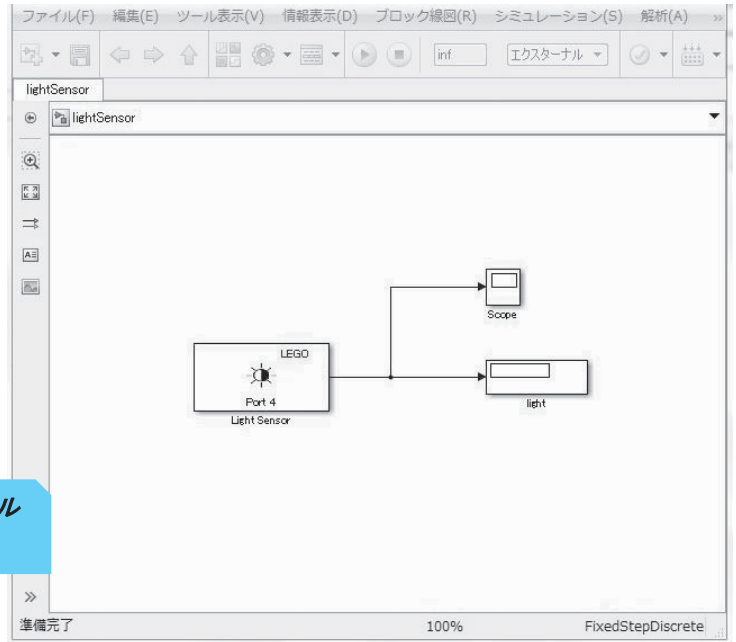 ファイル(F) 編集(E) ツール表示(V) 情報表示(D) ブロック線図(R) シミュレーション(S) 解析(A) »
inf エクスターナル
lightSensor
lightSensor
Scope
LEGO
Port 4
Light Sensor
light
ル
»
準備完了 100% FixedStepDiscrete